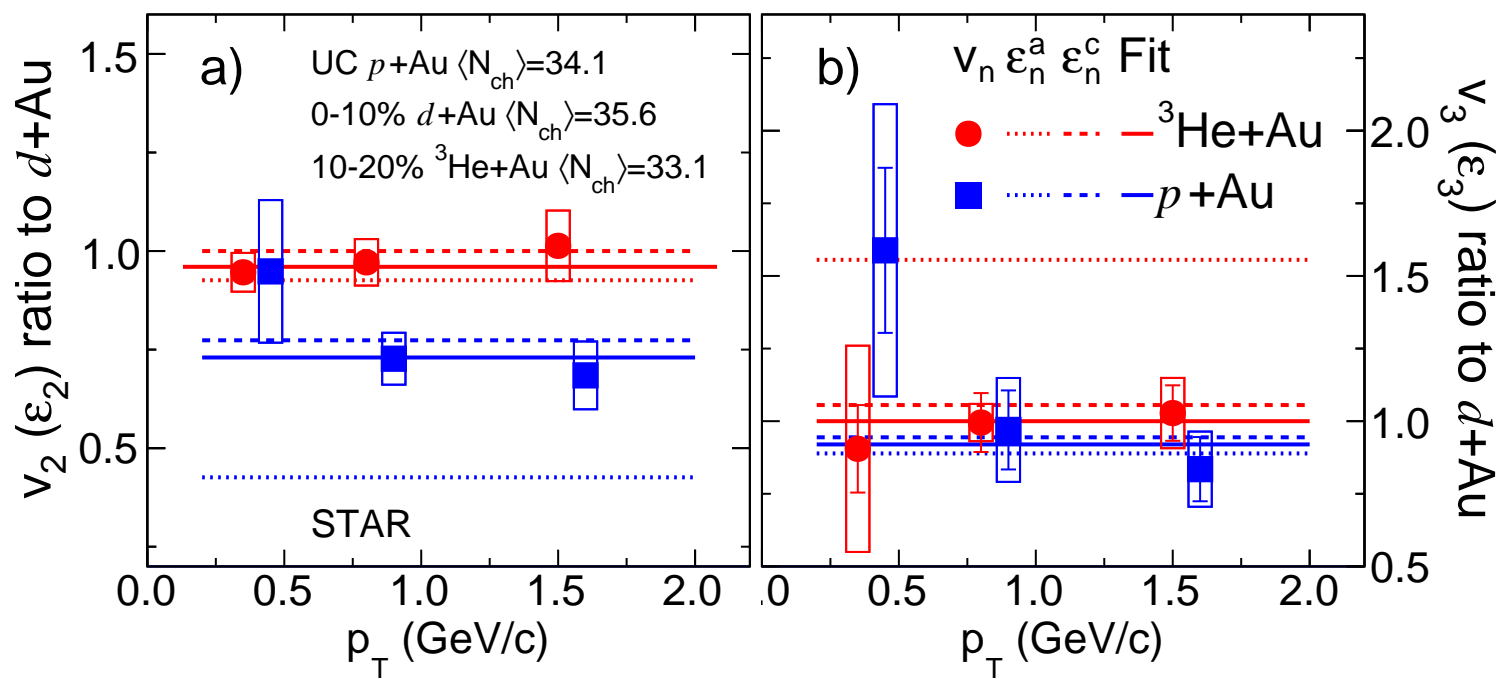 a)
UC p+Au ⟨N_ch⟩=34.1
0-10% d+Au ⟨N_ch⟩=35.6
10-20% ³He+Au ⟨N_ch⟩=33.1
STAR
v₂ (ε₂) ratio to d+Au
1.5
1.0
0.5
0.0 0.5 1.0 1.5 2.0
p_T (GeV/c)
b)
v_n ε_n^a ε_n^c Fit
³He+Au
p+Au
.0 0.5 1.0 1.5 2.0
p_T (GeV/c)
2.0
1.5
1.0
0.5
v₃ (ε₃) ratio to d+Au